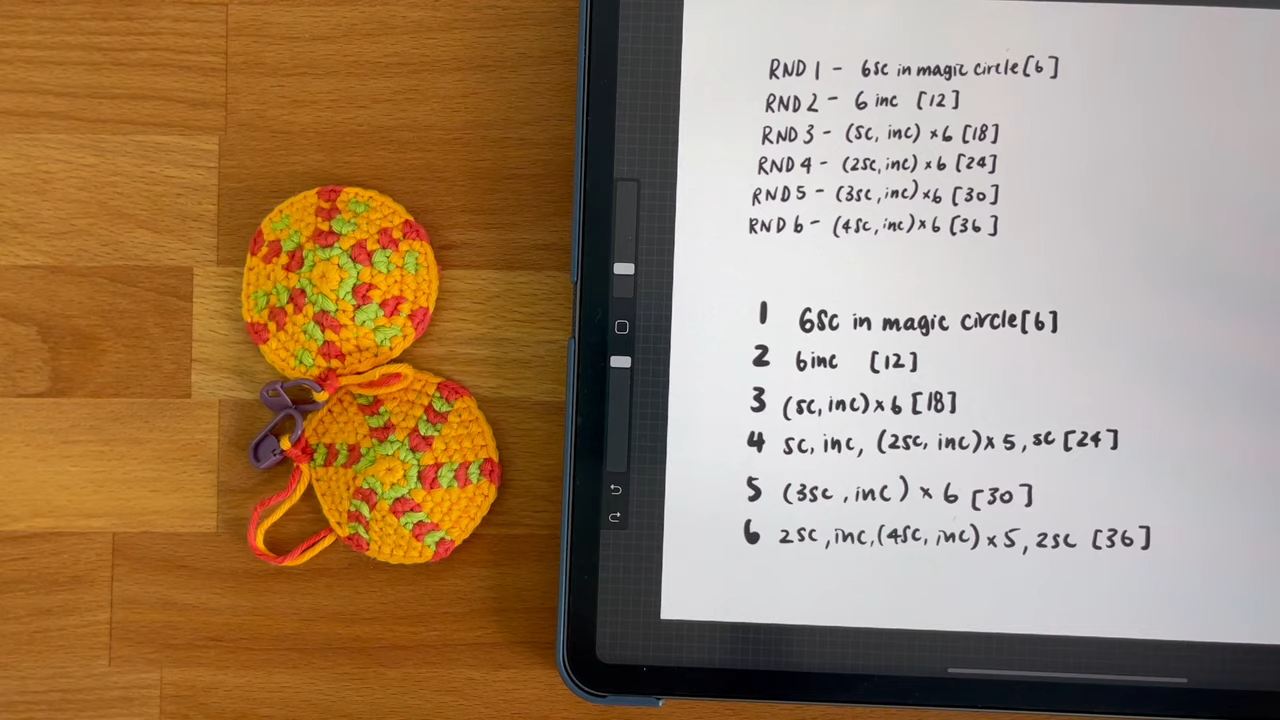 RND 1 - 6sc in magic circle[6]
RND 2 - 6 inc [12]
RND 3 - (sc, inc) ×6 [18]
RND 4 - (2sc, inc) ×6 [24]
RND 5 - (3sc, inc) ×6 [30]
RND 6 - (4sc, inc) ×6 [36]
1 6sc in magic circle[6]
2 6inc [12]
3 (sc, inc) ×6 [18]
4 sc, inc, (2sc, inc) ×5, sc [24]
5 (3sc, inc) × 6 [30]
6 2sc, inc, (4sc, inc) ×5, 2sc [36]